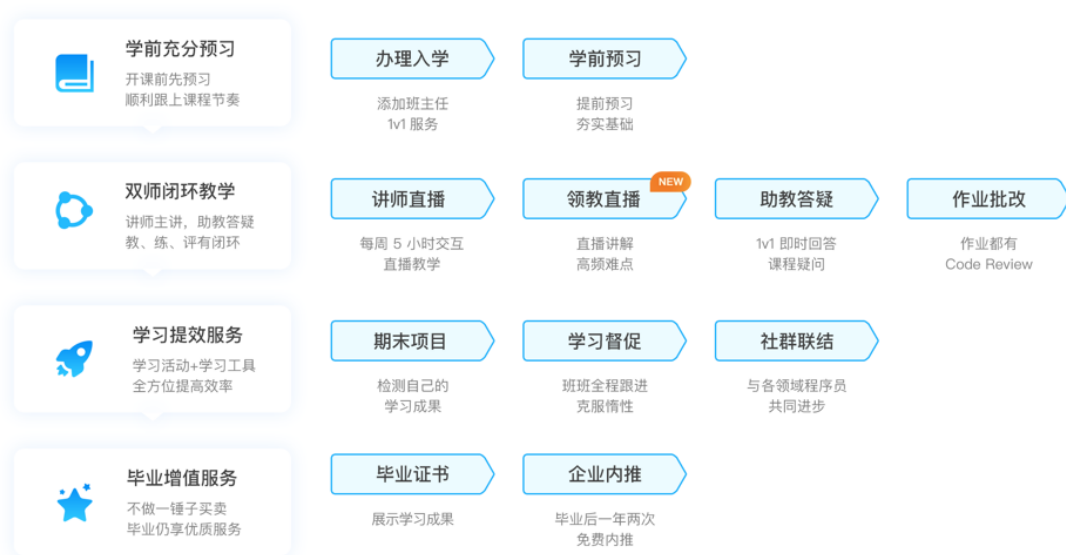 学前充分预习
开课前先预习
顺利跟上课程节奏
办理入学
添加班主任
1v1 服务
学前预习
提前预习
夯实基础
双师闭环教学
讲师主讲，助教答疑
教、练、评有闭环
讲师直播
每周 5 小时交互
直播教学
NEW
领教直播
直播讲解
高频难点
助教答疑
1v1 即时回答
课程疑问
作业批改
作业都有
Code Review
学习提效服务
学习活动+学习工具
全方位提高效率
期末项目
检测自己的
学习成果
学习督促
班班全程跟进
克服惰性
社群联结
与各领域程序员
共同进步
毕业增值服务
不做一锤子买卖
毕业仍享优质服务
毕业证书
展示学习成果
企业内推
毕业后一年两次
免费内推